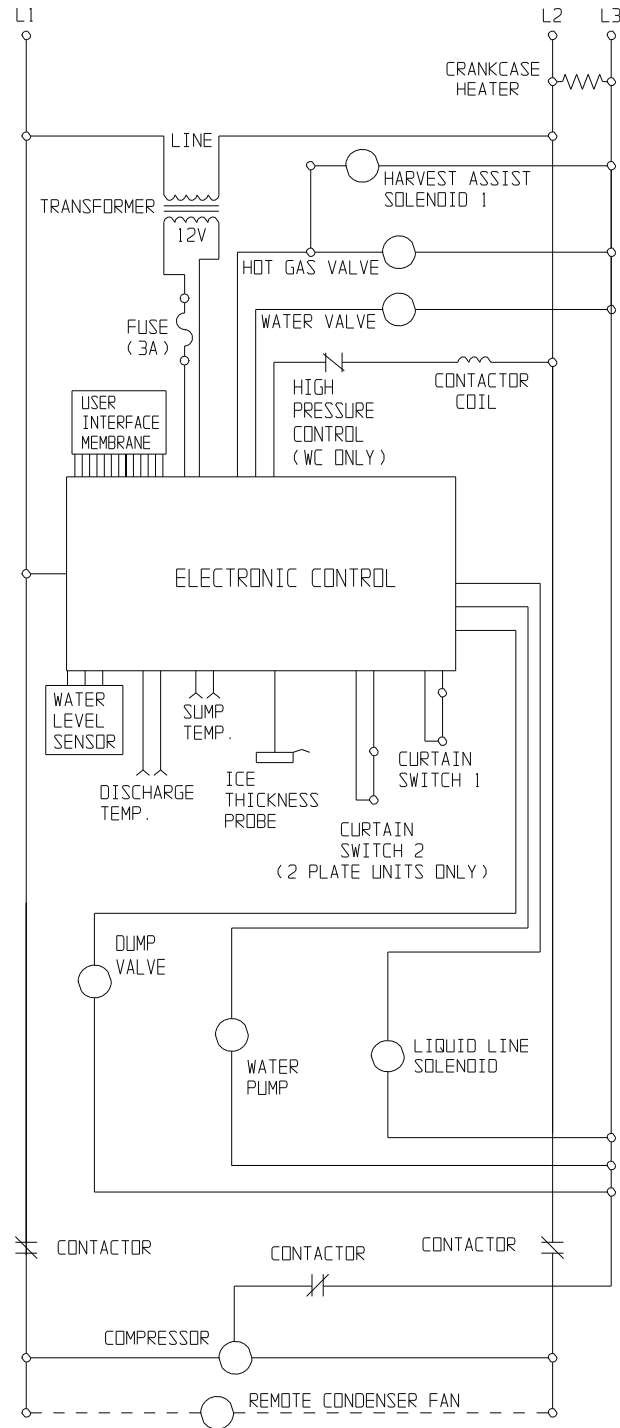 L1
L2
L3
CRANKCASE
HEATER
LINE
HARVEST ASSIST
SOLENOID 1
TRANSFORMER
12V
HOT GAS VALVE
WATER VALVE
FUSE
(3A)
HIGH
PRESSURE
CONTROL
(WC ONLY)
CONTACTOR
COIL
USER
INTERFACE
MEMBRANE
ELECTRONIC CONTROL
WATER
LEVEL
SENSOR
SUMP
TEMP.
DISCHARGE
TEMP.
ICE
THICKNESS
PROBE
CURTAIN
SWITCH 1
CURTAIN
SWITCH 2
(2 PLATE UNITS ONLY)
DUMP
VALVE
WATER
PUMP
LIQUID LINE
SOLENOID
CONTACTOR
CONTACTOR
CONTACTOR
COMPRESSOR
REMOTE CONDENSER FAN